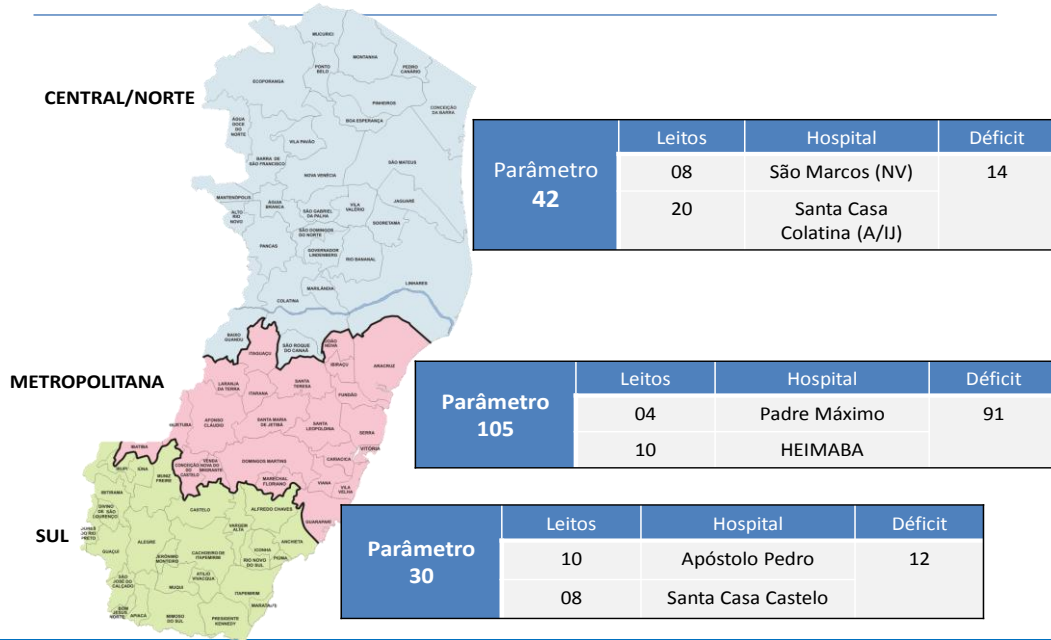 MUCURICI
MONTANHA
PONTO
BELO
PEDRO
CANÁRIO
ECOPORANGA
CENTRAL/NORTE
PINHEIROS
CONCEIÇÃO
DA BARRA
ÁGUA
DOCE
DO
NORTE
BOA ESPERANÇA
VILA PAVÃO
BARRA DE
SÃO FRANCISCO
SÃO MATEUS
NOVA VENÉCIA
MANTENÓPOLIS
ÁGUA
BRANCA
JAGUARÉ
ALTO
RIO
NOVO
SÃO GABRIEL
DA PALHA
VILA
VALÉRIO
SOORETAMA
SÃO DOMINGOS
DO NORTE
PANCAS
GOVERNADOR
LINDENBERG
RIO BANANAL
MARILÂNDIA
LINHARES
COLATINA
BAIXO
GUANDU
SÃO ROQUE
DO CANAÃ
Parâmetro
42
Leitos Hospital Déficit
08 São Marcos (NV) 14
20 Santa Casa
Colatina (A/IJ)
JOÃO
NEIVA
ITAGUAÇU
IBIRAÇU
ARACRUZ
METROPOLITANA
LARANJA
DA TERRA
ITARANA
SANTA
TERESA
FUNDÃO
AFONSO
CLÁUDIO
SANTA MARIA
DE JETIBÁ
SANTA
LEOPOLDINA
SERRA
VITÓRIA
CARIACICA
IBATIBA
CONCEIÇÃO
DO
CASTELO
VENDA
NOVA DO
IMIGRANTE
DOMINGOS MARTINS
MARECHAL
FLORIANO
VIANA
VILA
VELHA
GUARAPARI
Parâmetro
105
Leitos Hospital Déficit
04 Padre Máximo 91
10 HEIMABA
IÚNA
MUNIZ
FREIRE
IBITIRAMA
CASTELO
ALFREDO CHAVES
DIVINO
DE SÃO
LOURENÇO
VARGEM
ALTA
SUL
ALEGRE
ANCHIETA
GUAÇUÍ
JERÔNIMO
MONTEIRO
CACHOEIRO DE
ITAPEMIRIM
ICONHA
PIÚMA
RIO NOVO
DO SUL
SÃO
JOSÉ DO
CALÇADO
ATÍLIO
VIVACQUA
MUQUI
ITAPEMIRIM
BOM
JESUS
NORTE
APIACÁ
MIMOSO
DO SUL
PRESIDENTE
KENNEDY
Parâmetro
30
Leitos Hospital Déficit
10 Apóstolo Pedro 12
08 Santa Casa Castelo